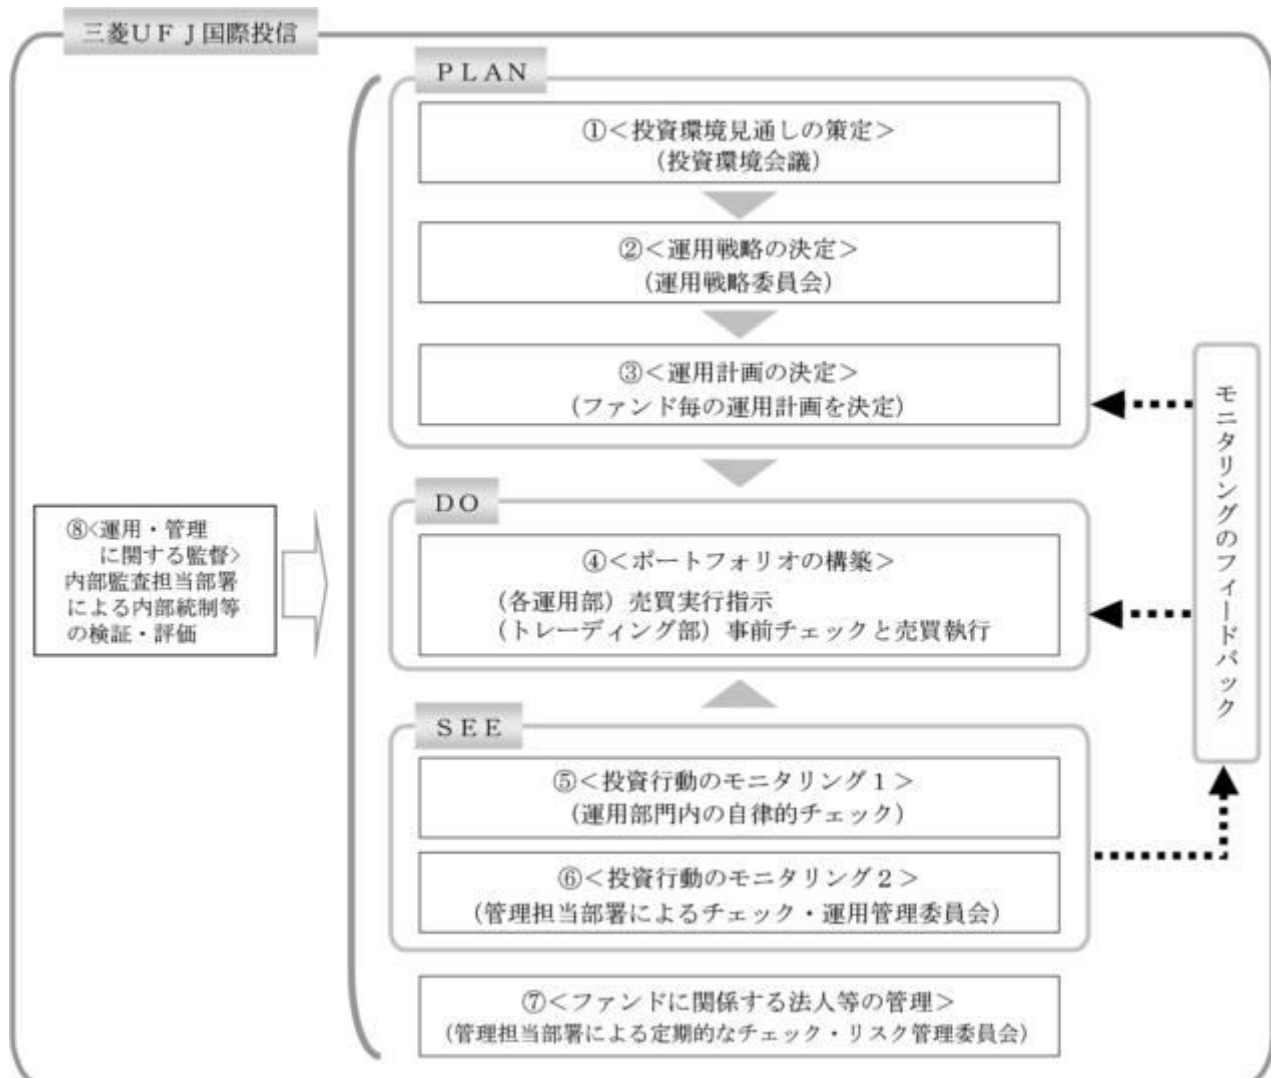 三菱ＵＦＪ国際投信
ＰＬＡＮ
①＜投資環境見通しの策定＞
（投資環境会議）
②＜運用戦略の決定＞
（運用戦略委員会）
③＜運用計画の決定＞
（ファンド毎の運用計画を決定）
ＤＯ
④＜ポートフォリオの構築＞
（各運用部）売買実行指示
（トレーディング部）事前チェックと売買執行
ＳＥＥ
⑤＜投資行動のモニタリング１＞
（運用部門内の自律的チェック）
⑥＜投資行動のモニタリング２＞
（管理担当部署によるチェック・運用管理委員会）
⑦＜ファンドに関係する法人等の管理＞
（管理担当部署による定期的なチェック・リスク管理委員会）
⑧<運用・管理
に関する監督>
内部監査担当部署
による内部統制等
の検証・評価
モニタリングのフィードバック